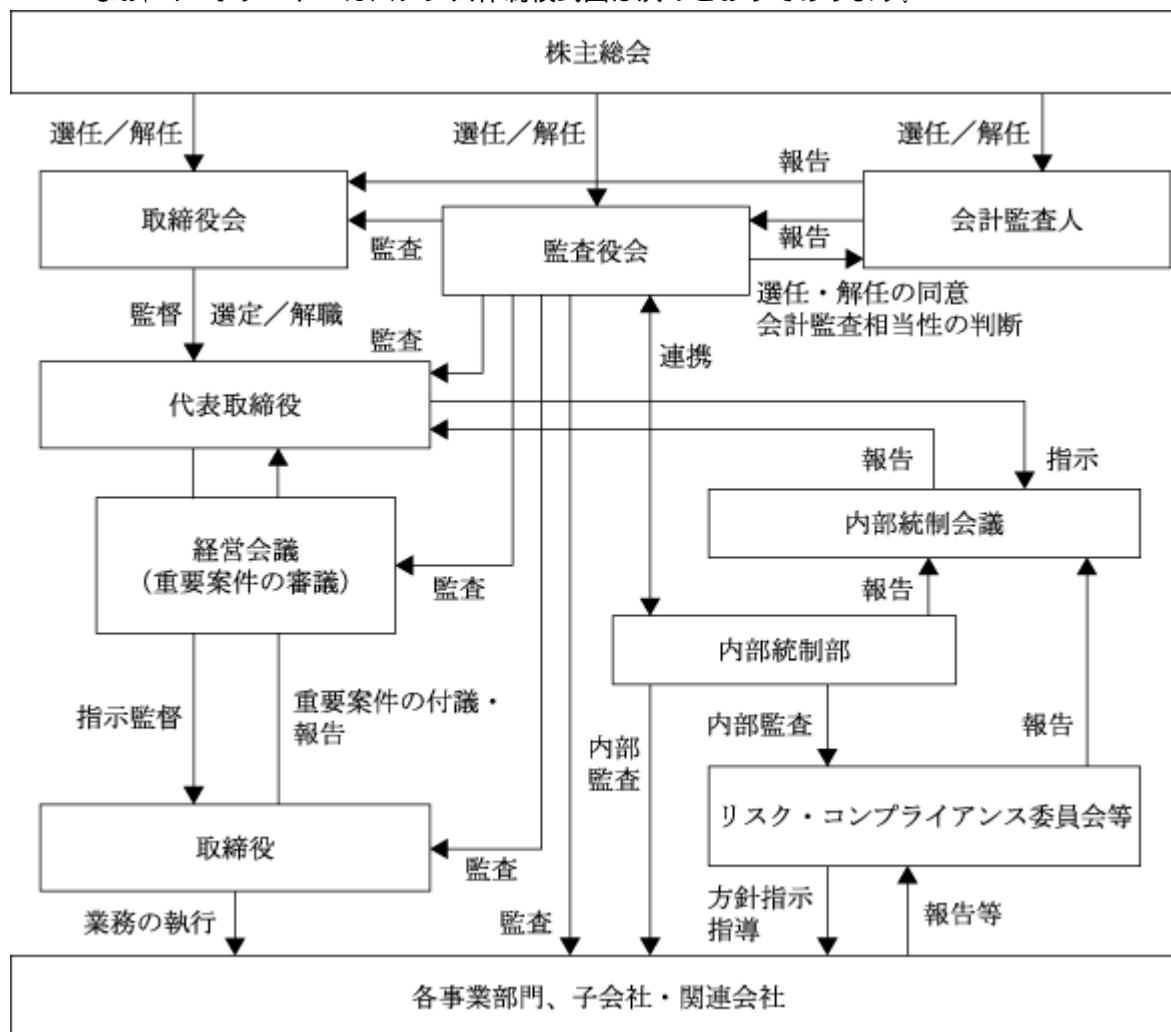 株主総会
選任／解任
選任／解任
選任／解任
報告
取締役会
会計監査人
監査
監査役会
報告
選任・解任の同意
会計監査相当性の判断
監督
選定／解職
監査
連携
代表取締役
報告
指示
経営会議
(重要案件の審議)
監査
内部統制会議
報告
内部統制部
指示監督
重要案件の付議・
報告
内部
監査
内部監査
報告
リスク・コンプライアンス委員会等
取締役
監査
業務の執行
監査
方針指示
指導
報告等
各事業部門、子会社・関連会社